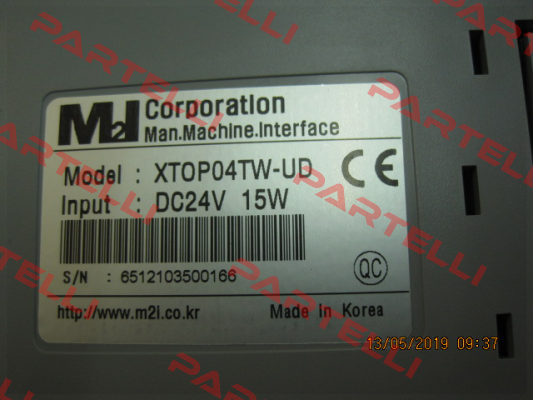 M2I Corporation
Man.Machine.Interface
Model : XTOP04TW-UD CE
Input : DC24V 15W
S/N : 6512103500166
QC
http://www.m2i.co.kr Made in Korea
13/05/2019 09:37
PARTELLI
PARTELLI
PARTELLI
PARTELLI
PARTELLI
PARTELLI